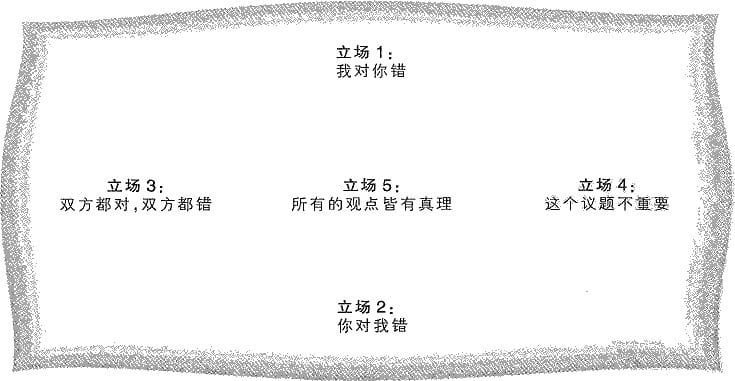 立场 1：
我对你错
立场 3：
双方都对,双方都错
立场 5：
所有的观点皆有真理
立场 4：
这个议题不重要
立场 2：
你对我错